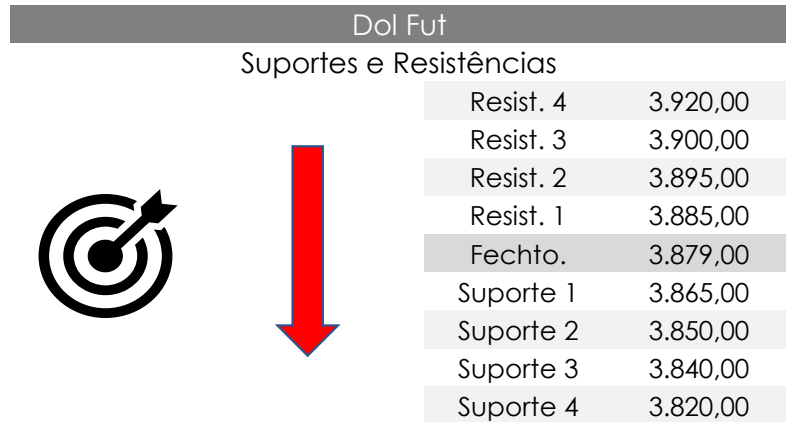 Dol Fut
Suportes e Resistências
Resist. 4 3.920,00
Resist. 3 3.900,00
Resist. 2 3.895,00
Resist. 1 3.885,00
Fechto. 3.879,00
Suporte 1 3.865,00
Suporte 2 3.850,00
Suporte 3 3.840,00
Suporte 4 3.820,00